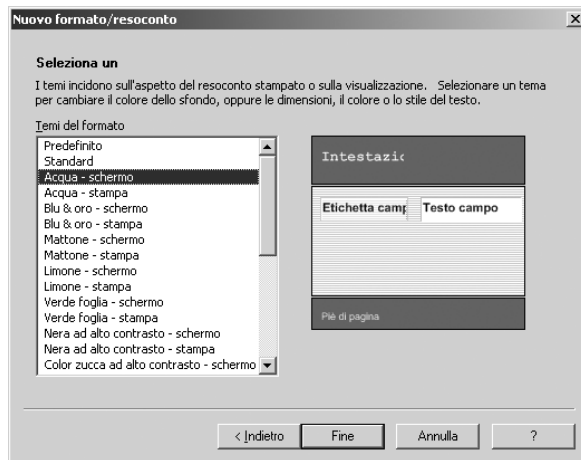 Nuovo formato/resoconto
Seleziona un
I temi incidono sull'aspetto del resoconto stampato o sulla visualizzazione. Selezionare un tema
per cambiare il colore dello sfondo, oppure le dimensioni, il colore o lo stile del testo.
Temi del formato
Predefinito
Standard
Acqua - schermo
Acqua - stampa
Blu & oro - schermo
Blu & oro - stampa
Mattone - schermo
Mattone - stampa
Limone - schermo
Limone - stampa
Verde foglia - schermo
Verde foglia - stampa
Nera ad alto contrasto - schermo
Nera ad alto contrasto - stampa
Color zucca ad alto contrasto - schermo
Intestazic
Etichetta camp Testo campo
Piè di pagina
< Indietro Fine Annulla ?